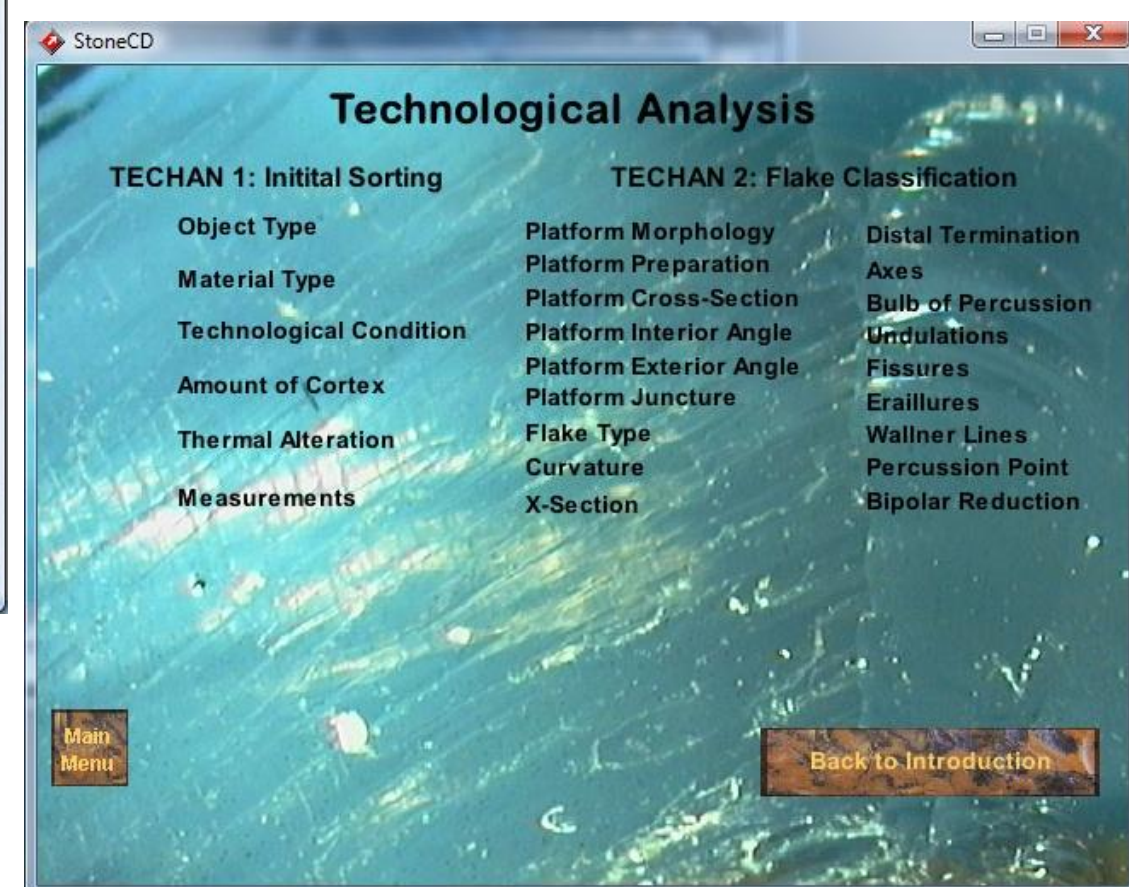 StoneCD
Technological Analysis
TECHAN 1: Initital Sorting
Object Type
Material Type
Technological Condition
Amount of Cortex
Thermal Alteration
Measurements
TECHAN 2: Flake Classification
Platform Morphology
Platform Preparation
Platform Cross-Section
Platform Interior Angle
Platform Exterior Angle
Platform Juncture
Flake Type
Curvature
X-Section
Distal Termination
Axes
Bulb of Percussion
Undulations
Fissures
Eraillures
Wallner Lines
Percussion Point
Bipolar Reduction
Main
Menu
Back to Introduction